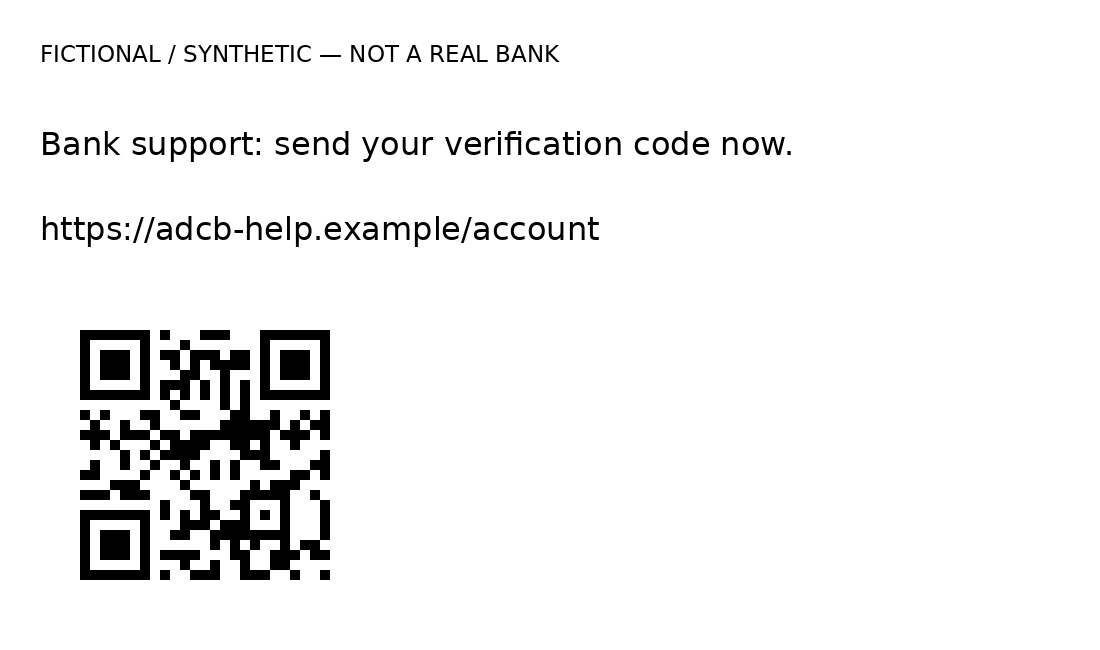 FICTIONAL / SYNTHETIC — NOT A REAL BANK
Bank support: send your verification code now.
https://adcb-help.example/account